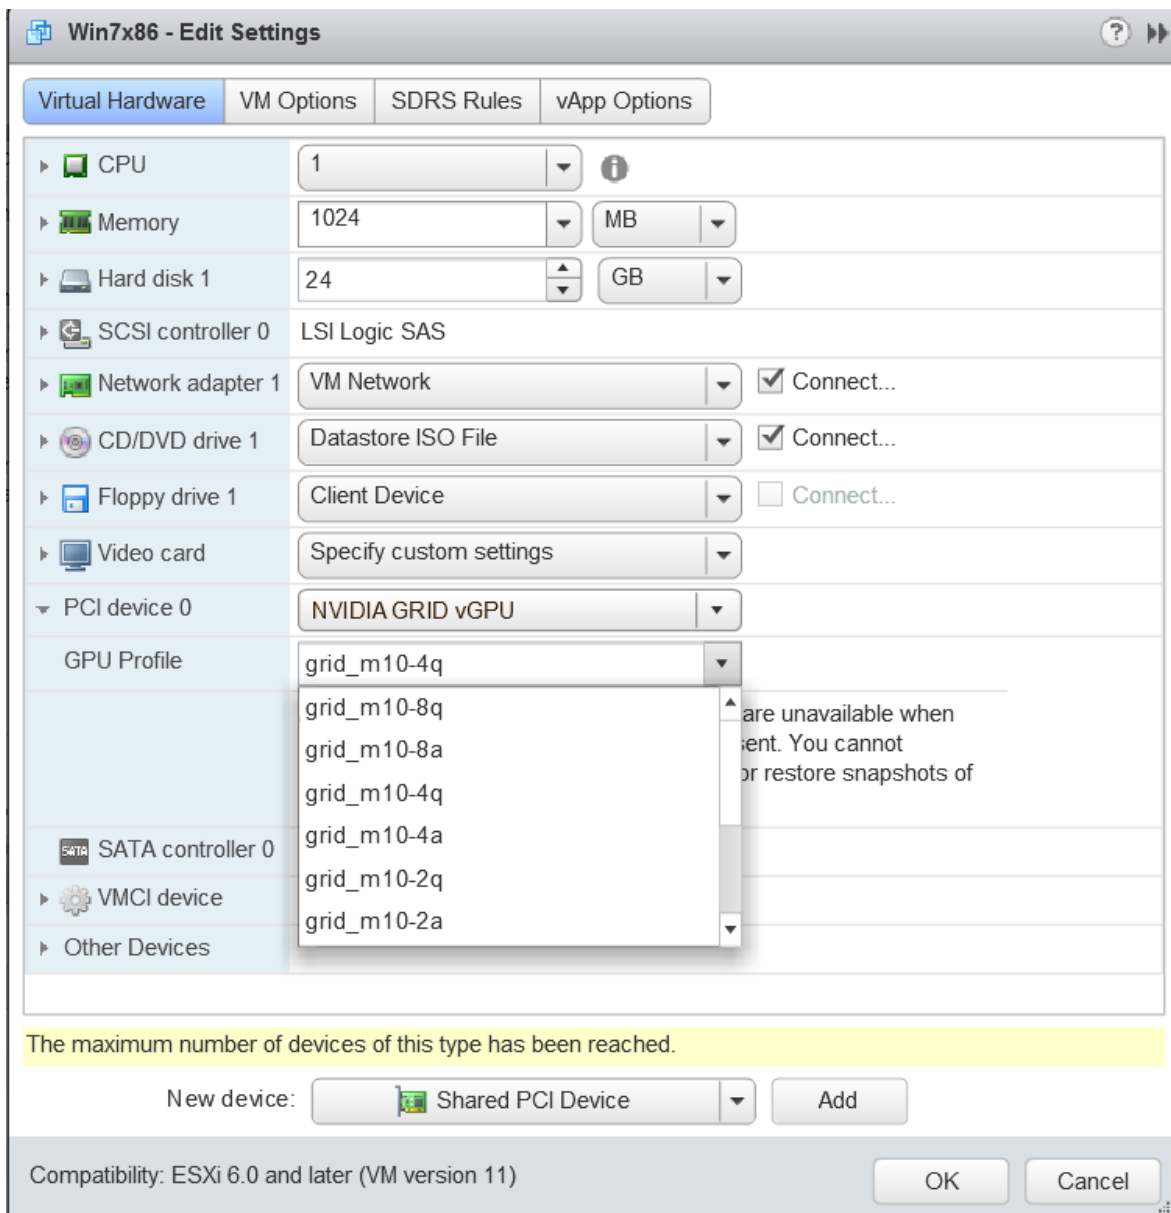 Win7x86 - Edit Settings ?
Virtual Hardware VM Options SDRS Rules vApp Options
CPU 1
Memory 1024 MB
Hard disk 1 24 GB
SCSI controller 0 LSI Logic SAS
Network adapter 1 VM Network Connect...
CD/DVD drive 1 Datastore ISO File Connect...
Floppy drive 1 Client Device Connect...
Video card Specify custom settings
PCI device 0 NVIDIA GRID vGPU
GPU Profile grid_m10-4q
grid_m10-8q
are unavailable when
grid_m10-8a
You cannot
grid_m10-4q
restore snapshots of
grid_m10-4a
SATA controller 0
grid_m10-2q
VMCI device
grid_m10-2a
Other Devices
The maximum number of devices of this type has been reached.
New device: Shared PCI Device Add
Compatibility: ESXi 6.0 and later (VM version 11) OK Cancel